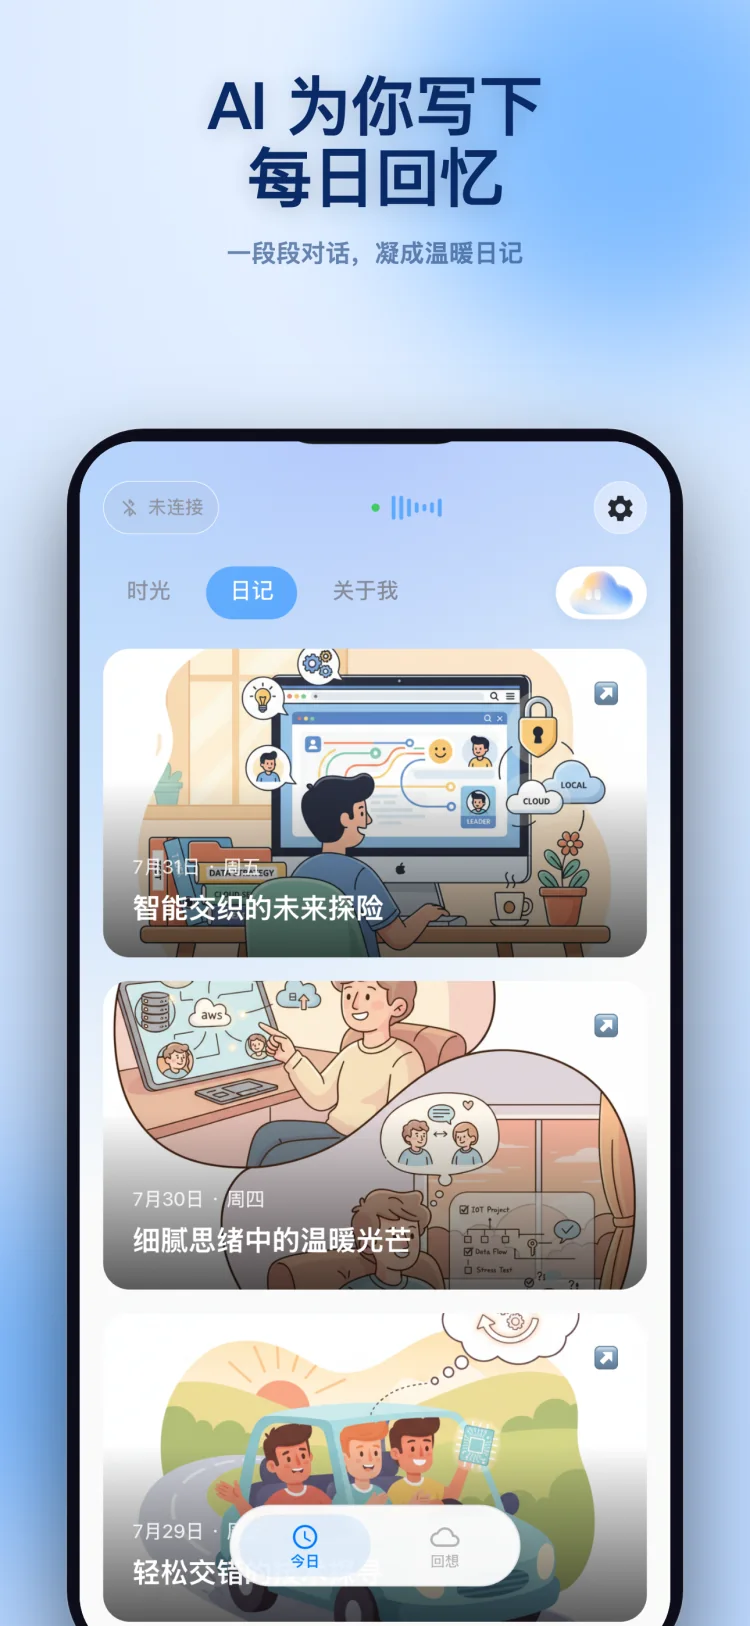 AI 为你写下
每日回忆
一段段对话，凝成温暖日记
未连接
时光
日记
关于我
LEADER
LOCAL
CLOUD
7月31日 · 周五
智能交织的未来探险
aws
7月30日 · 周四
细腻思绪中的温暖光芒
IOT Project
Data Flow
Stress Test
?
?
7月29日 ·
轻松交错
今日
回想